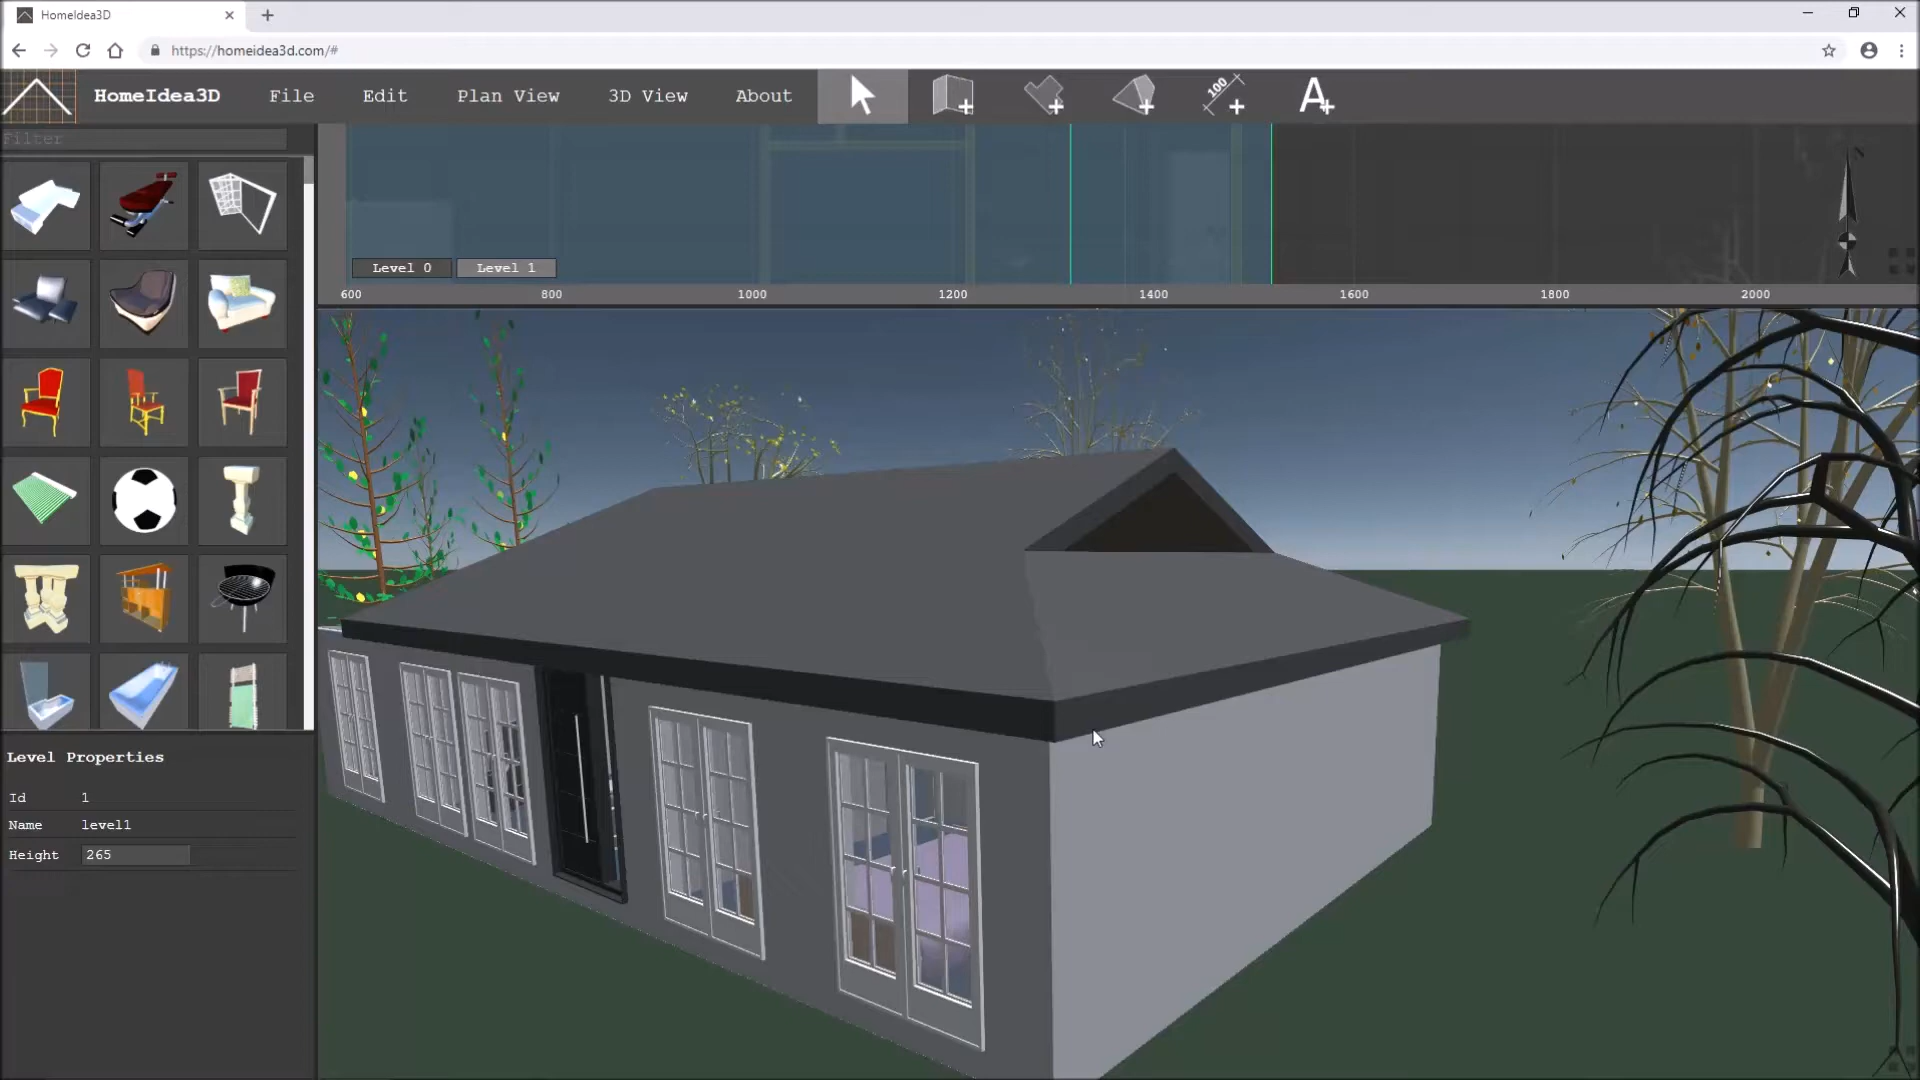 HomeIdea3D
https://homeidea3d.com/#
HomeIdea3D File Edit Plan View 3D View About 100 A
Filter
N
Level 0 Level 1
600 800 1000 1200 1400 1600 1800 2000
Level Properties
Id 1
Name level1
Height 265